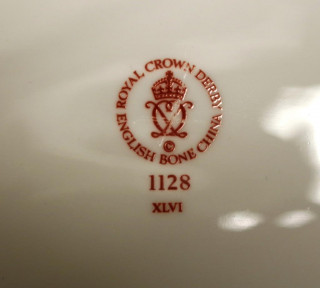 ROYAL CROWN DERBY
ENGLISH BONE CHINA
1128
XLVI